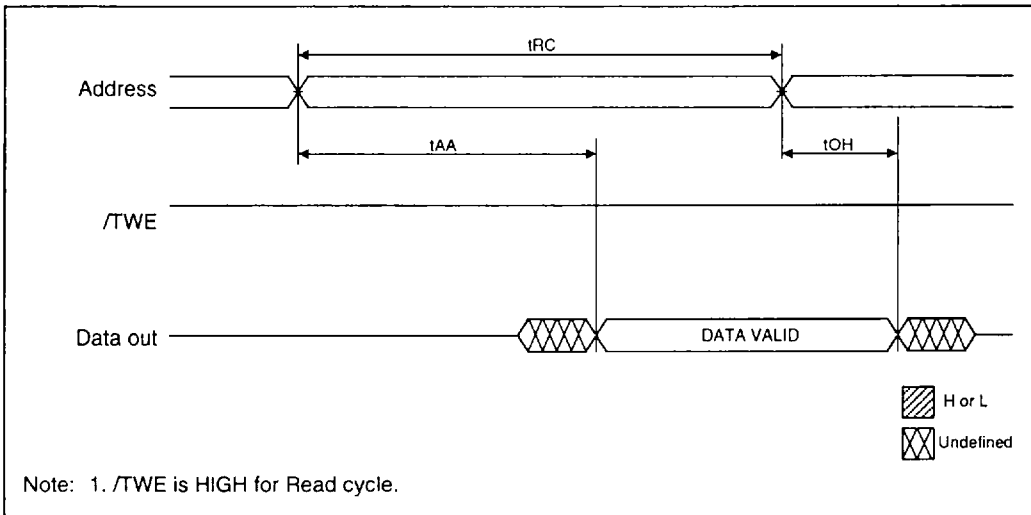 tRC
Address
tAA
tOH
/TWE
Data out
DATA VALID
H or L
Undefined
Note: 1. /TWE is HIGH for Read cycle.